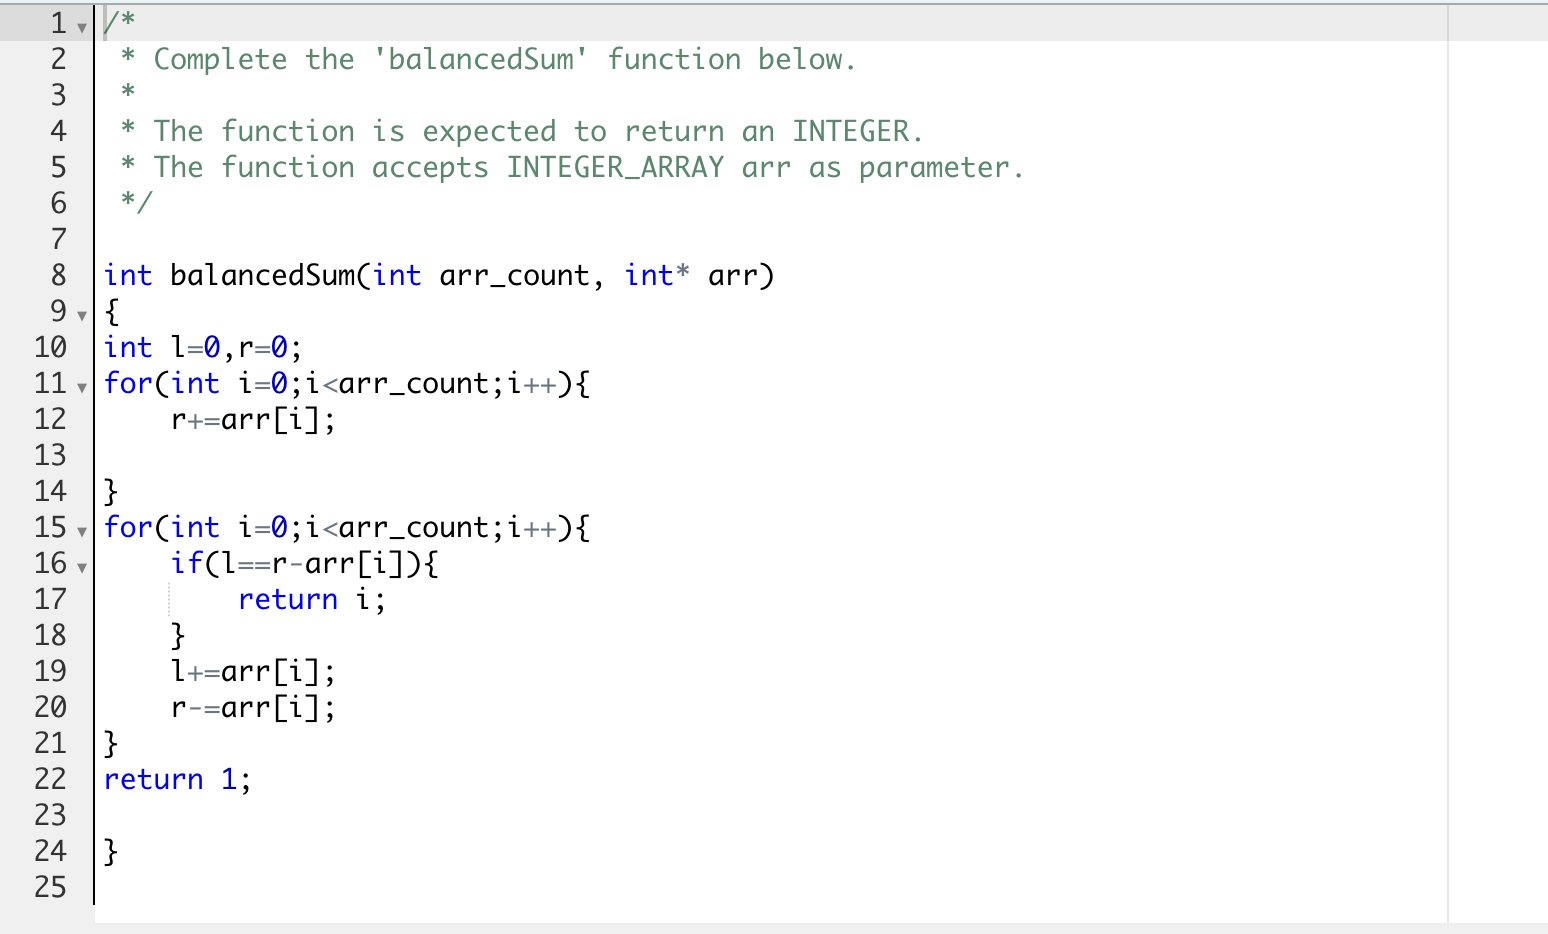 1 /*
2  * Complete the 'balancedSum' function below.
3  *
4  * The function is expected to return an INTEGER.
5  * The function accepts INTEGER_ARRAY arr as parameter.
6  */
7
8 int balancedSum(int arr_count, int* arr)
9 {
10 int l=0,r=0;
11 for(int i=0;i<arr_count;i++){
12     r+=arr[i];
13
14 }
15 for(int i=0;i<arr_count;i++){
16     if(l==r-arr[i]){
17         return i;
18     }
19     l+=arr[i];
20     r-=arr[i];
21 }
22 return 1;
23
24 }
25